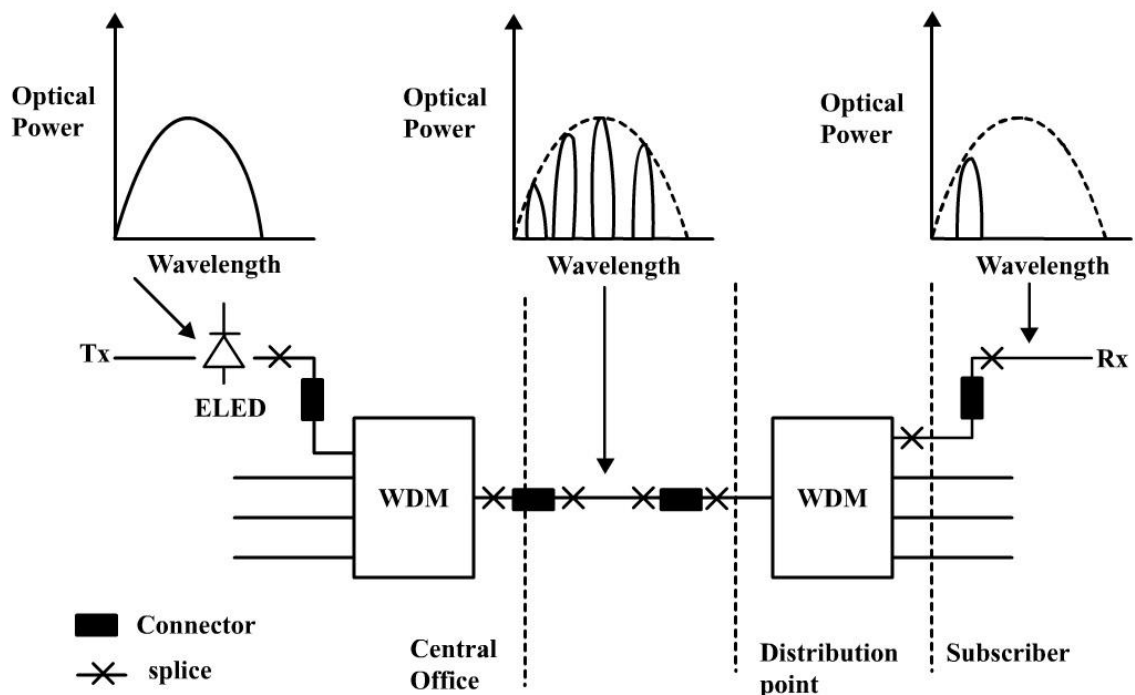 Optical
Power
Wavelength
Optical
Power
Wavelength
Optical
Power
Wavelength
Tx
ELED
Rx
WDM
WDM
Connector
splice
Central
Office
Distribution
point
Subscriber